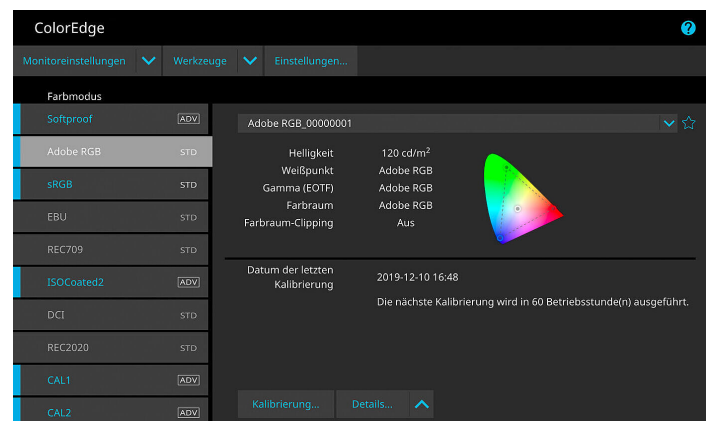 ColorEdge
?
Monitoreinstellungen Werkzeuge Einstellungen...
Farbmodus
Softproof ADV
Adobe RGB STD
sRGB STD
EBU STD
REC709 STD
ISOCoated2 ADV
DCI STD
REC2020 STD
CAL1 ADV
CAL2 ADV
Adobe RGB_00000001
Helligkeit 120 cd/m²
Weißpunkt Adobe RGB
Gamma (EOTF) Adobe RGB
Farbraum Adobe RGB
Farbraum-Clipping Aus
Datum der letzten
Kalibrierung
2019-12-10 16:48
Die nächste Kalibrierung wird in 60 Betriebsstunde(n) ausgeführt.
Kalibrierung... Details...